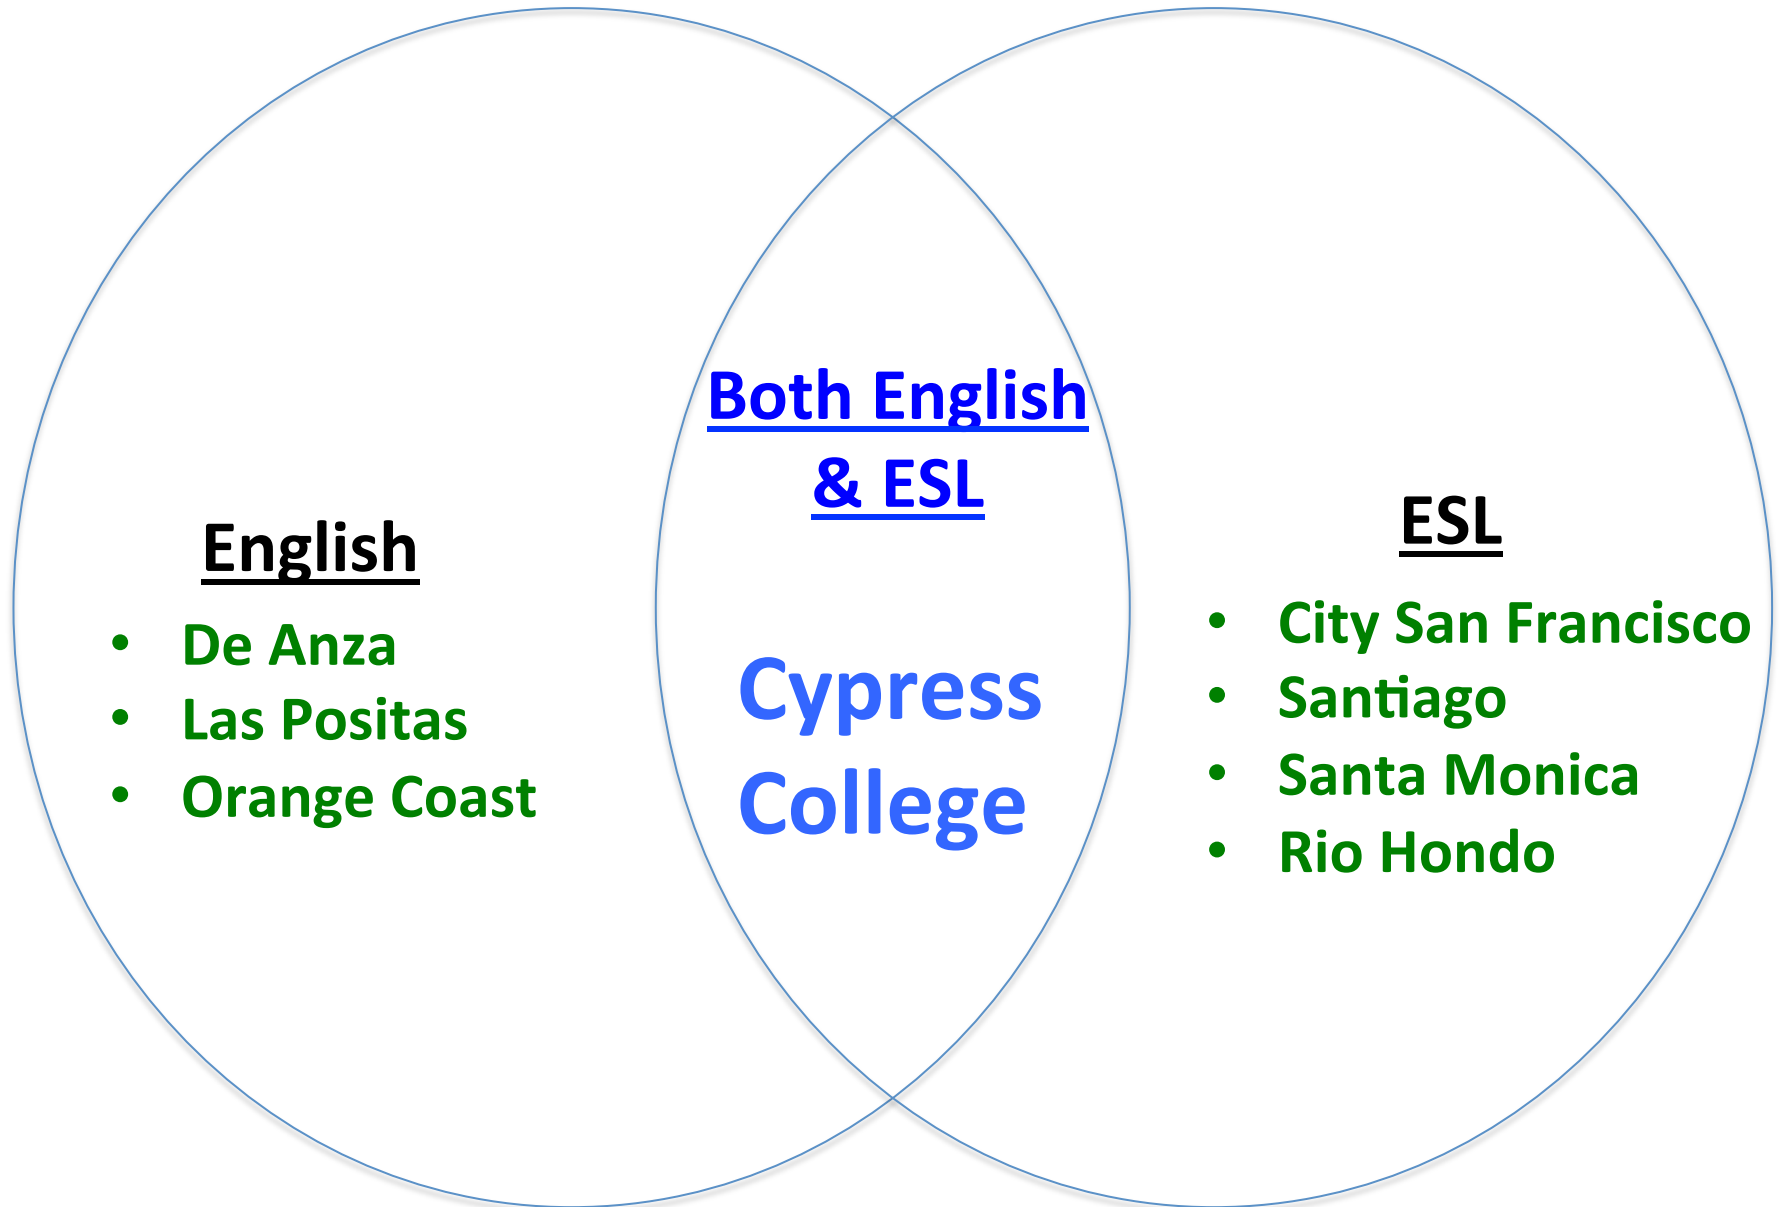 English
• De Anza
• Las Positas
• Orange Coast
Both English
& ESL
Cypress
College
ESL
• City San Francisco
• Santiago
• Santa Monica
• Rio Hondo